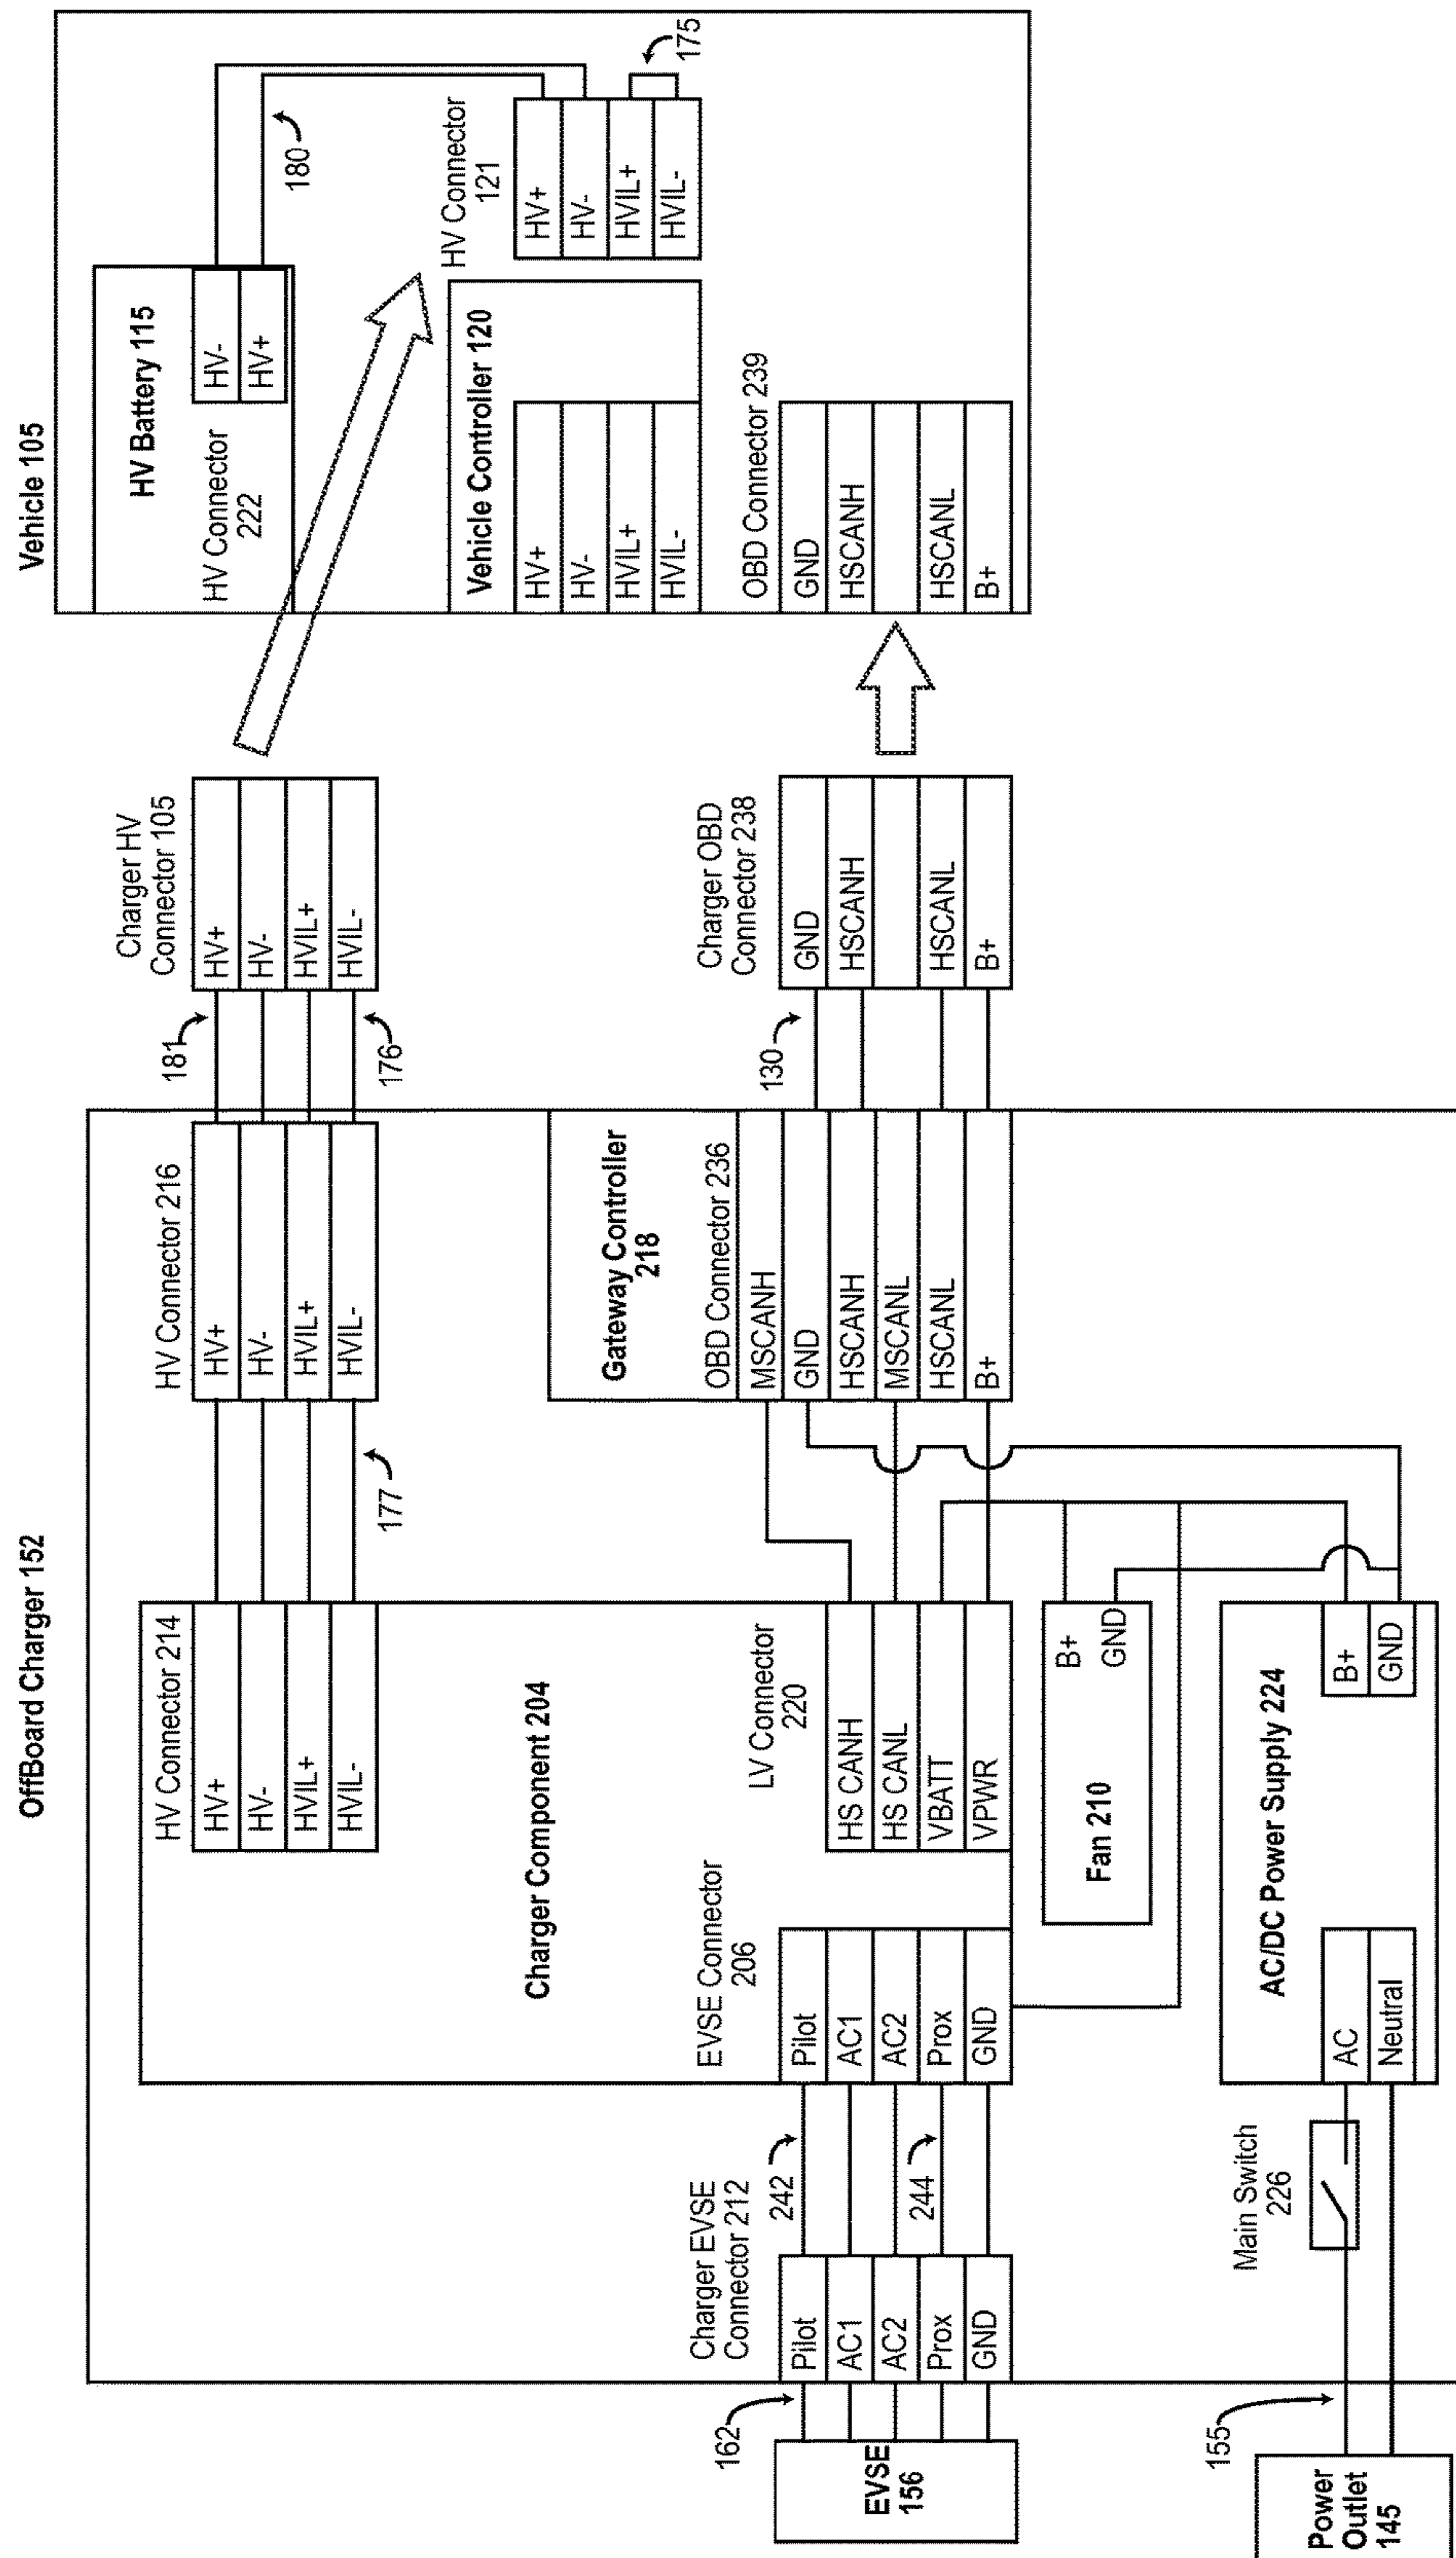 OffBoard Charger 152
Vehicle 105
HV Connector 214
HV+
HV-
HVIL+
HVIL-
177
HV Connector 216
HV+
HV-
HVIL+
HVIL-
181
176
Charger HV
Connector 105
HV+
HV-
HVIL+
HVIL-
HV Battery 115
HV Connector
222
HV-
HV+
180
HV Connector
121
HV+
HV-
HVIL+
HVIL-
175
Vehicle Controller 120
HV+
HV-
HVIL+
HVIL-
OBD Connector 239
GND
HSCANH
HSCANL
B+
Charger Component 204
EVSE Connector
206
Pilot
AC1
AC2
Prox
GND
LV Connector
220
HS CANH
HS CANL
VBATT
VPWR
Gateway Controller
218
OBD Connector 236
MSCANH
GND
HSCANH
MSCANL
HSCANL
B+
130
Charger OBD
Connector 238
GND
HSCANH
HSCANL
B+
Charger EVSE
Connector 212
Pilot
AC1
AC2
Prox
GND
242
244
162
EVSE
156
Fan 210
B+
GND
AC/DC Power Supply 224
AC
Neutral
B+
GND
Main Switch
226
155
Power
Outlet
145